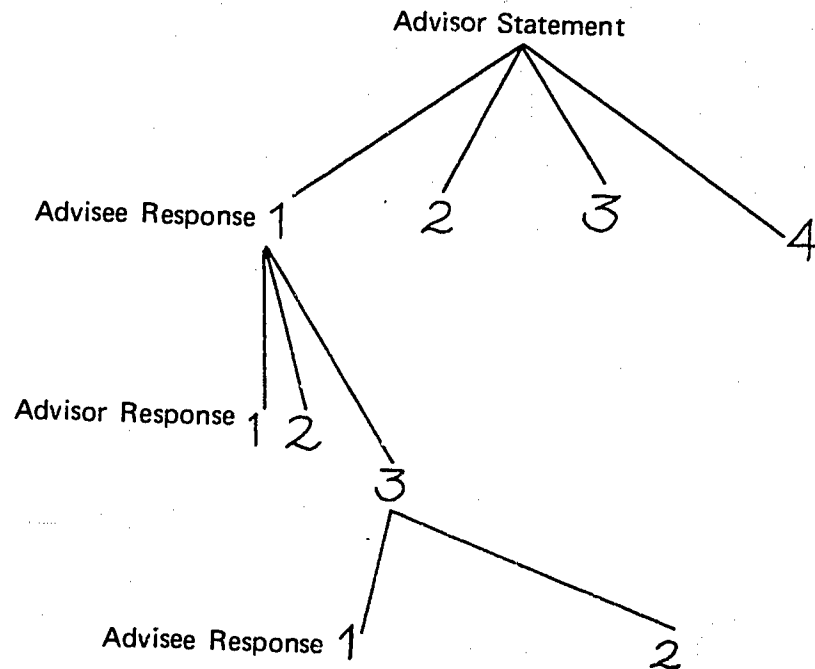 Advisor Statement
Advisee Response 1 2 3 4
Advisor Response 1 2
3
Advisee Response 1 2